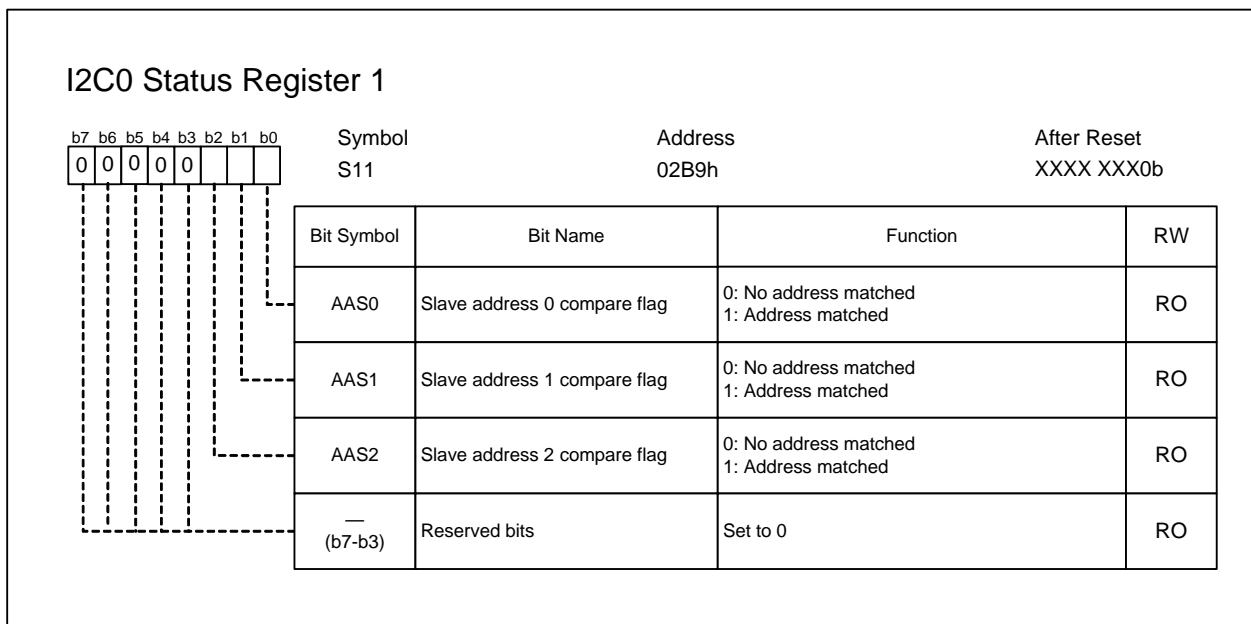 I2C0 Status Register 1
b7 b6 b5 b4 b3 b2 b1 b0
0 0 0 0 0
Symbol Address After Reset
S11 02B9h XXXX XXX0b
Bit Symbol Bit Name Function RW
AAS0 Slave address 0 compare flag 0: No address matched
1: Address matched RO
AAS1 Slave address 1 compare flag 0: No address matched
1: Address matched RO
AAS2 Slave address 2 compare flag 0: No address matched
1: Address matched RO
—
(b7-b3) Reserved bits Set to 0 RO